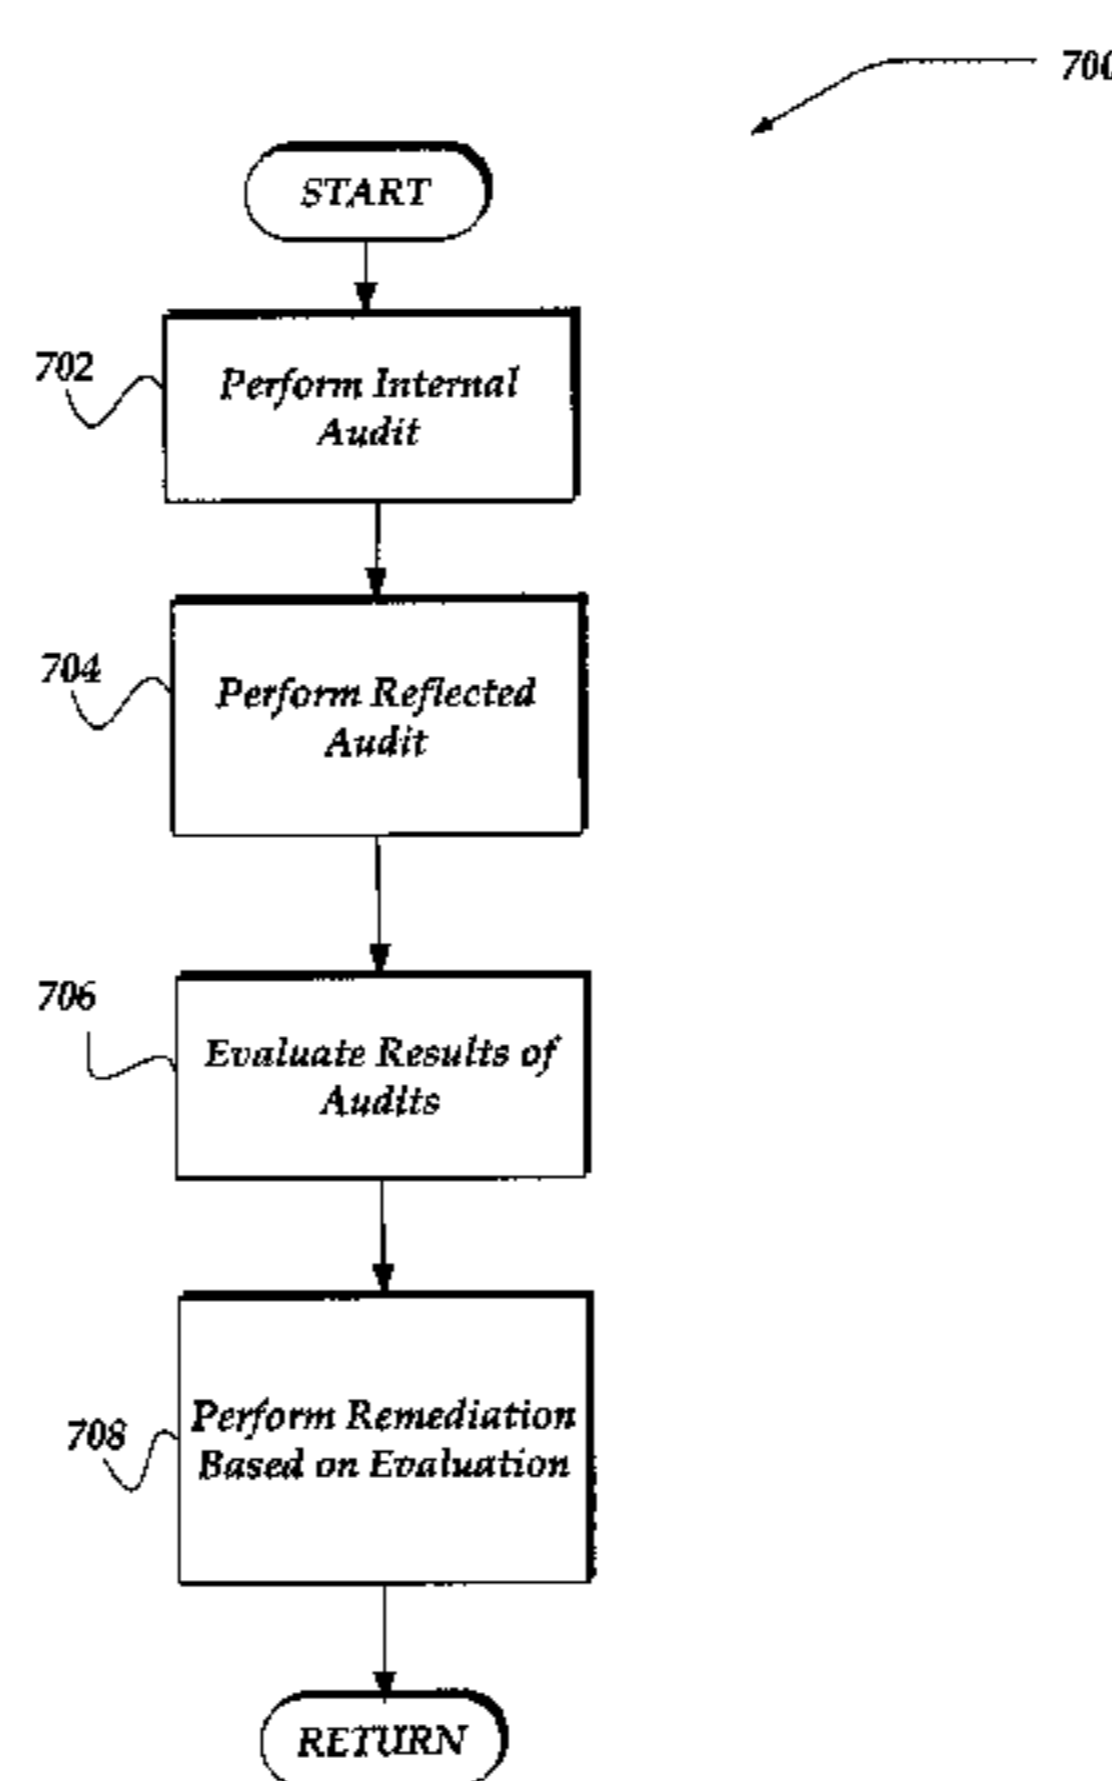 700
START
702
Perform Internal
Audit
704
Perform Reflected
Audit
706
Evaluate Results of
Audits
708
Perform Remediation
Based on Evaluation
RETURN